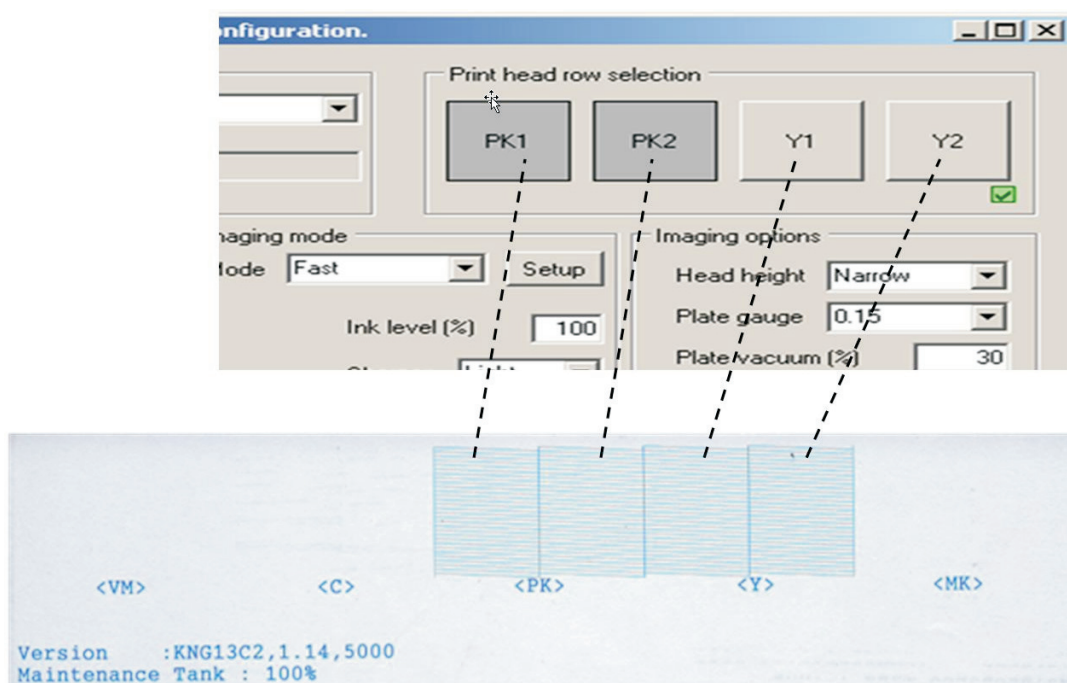 nfiguration.
Print head row selection
PK1 PK2 Y1 Y2
naging mode
Imaging options
lode Fast Setup
Head height Narrow
Ink level (%) 100
Plate gauge 0.15
Plate vacuum (%) 30
<VM> <C> <PK> <Y> <MK>
Version :KNG13C2,1.14,5000
Maintenance Tank : 100%